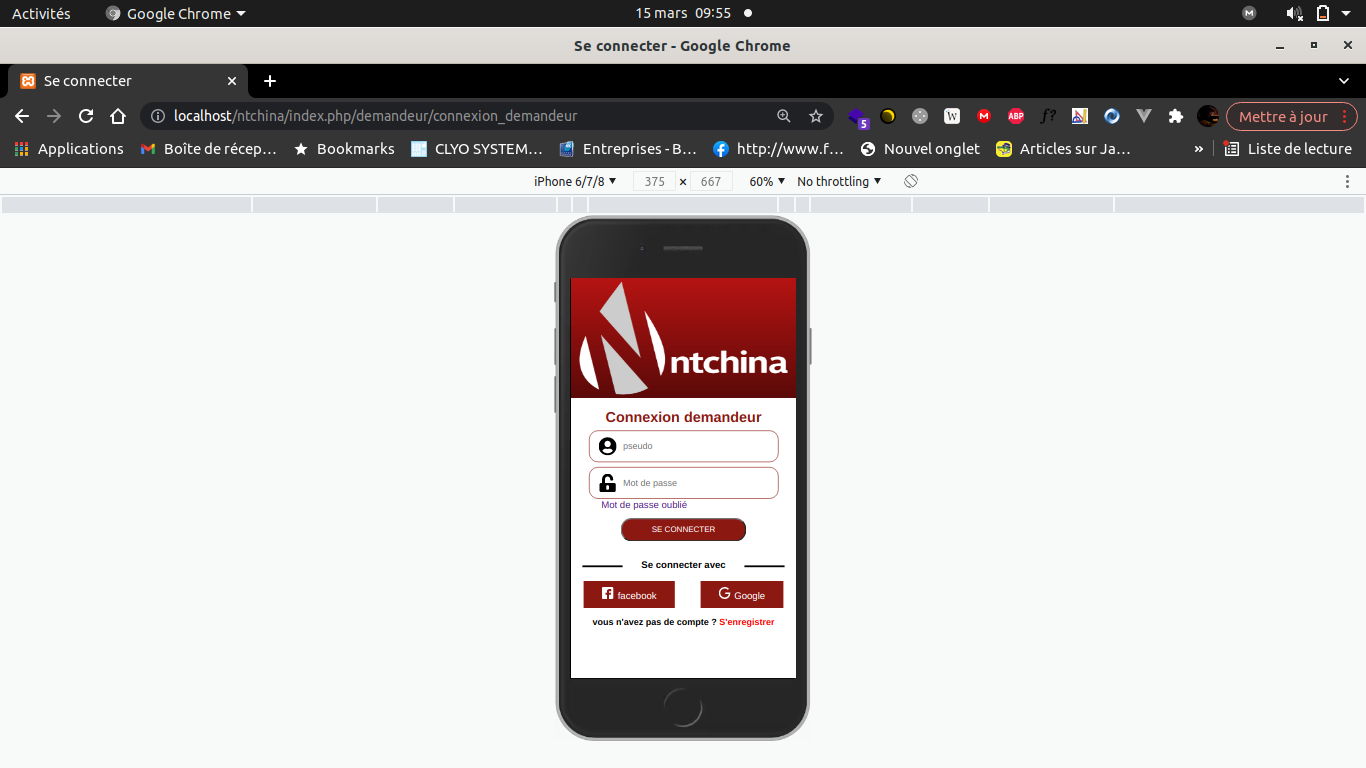 Activités Google Chrome 15 mars 09:55 M
Se connecter - Google Chrome
Se connecter
localhost/ntchina/index.php/demandeur/connexion_demandeur 5 W M ABP f? Mettre à jour
Applications Boîte de récep... Bookmarks CLYO SYSTEM... Entreprises - B... http://www.f... Nouvel onglet Articles sur Ja... » Liste de lecture
iPhone 6/7/8 375 × 667 60% No throttling
ntchina
Connexion demandeur
pseudo
Mot de passe
Mot de passe oublié
SE CONNECTER
Se connecter avec
facebook G Google
vous n'avez pas de compte ? S'enregistrer